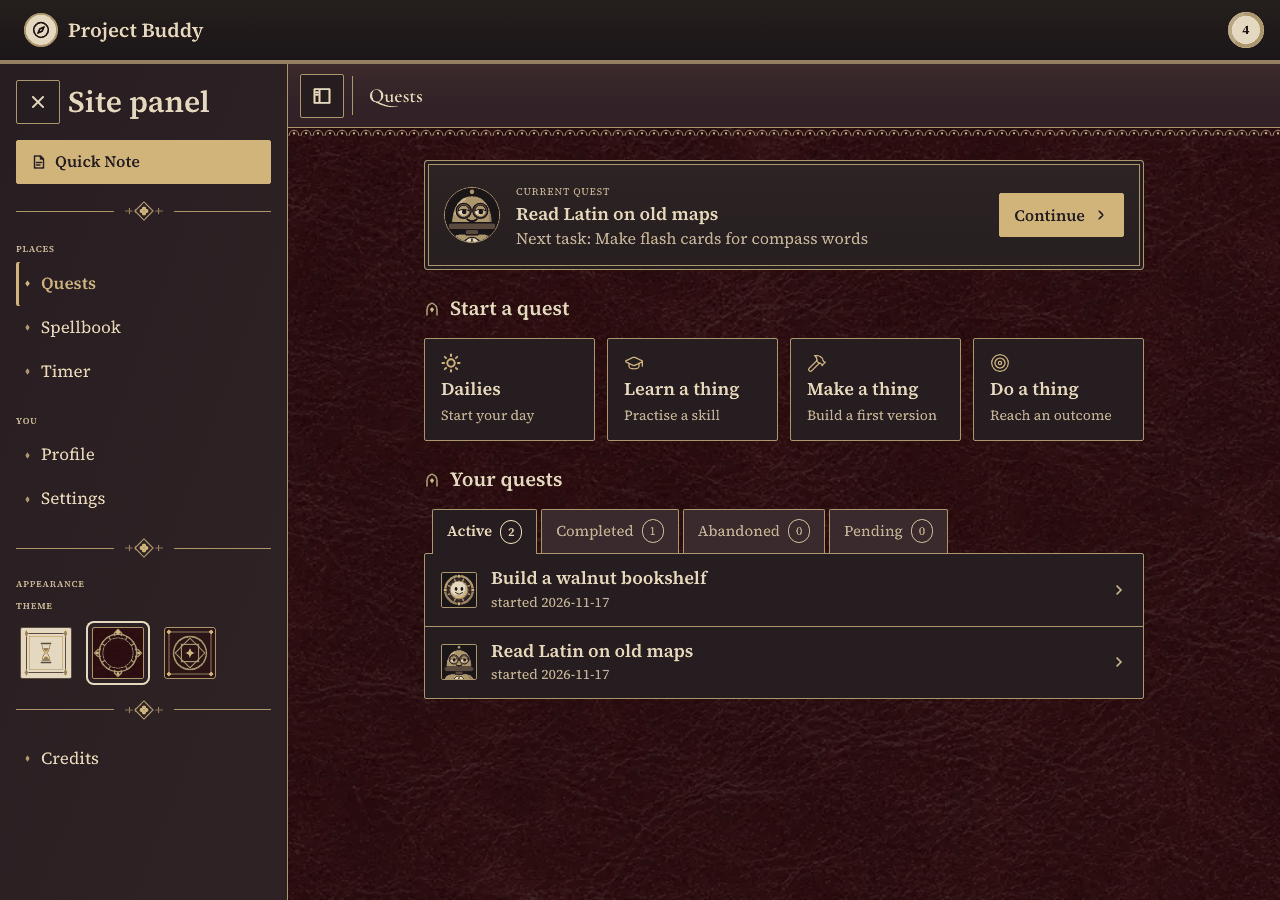 Project Buddy
4
Site panel
Quick Note
PLACES
Quests
Spellbook
Timer
YOU
Profile
Settings
APPEARANCE
THEME
Credits
Quests
CURRENT QUEST
Read Latin on old maps
Next task: Make flash cards for compass words
Continue
Start a quest
Dailies
Start your day
Learn a thing
Practise a skill
Make a thing
Build a first version
Do a thing
Reach an outcome
Your quests
Active 2
Completed 1
Abandoned 0
Pending 0
Build a walnut bookshelf
started 2026-11-17
Read Latin on old maps
started 2026-11-17